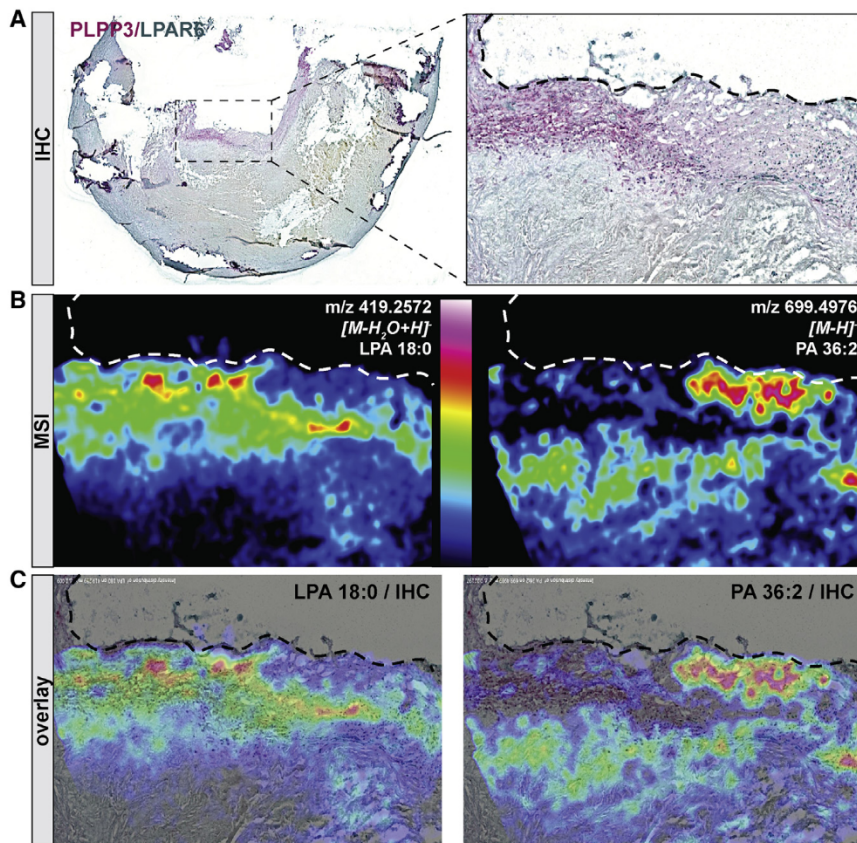 A
IHC
PLPP3/LPAR6
B
MSI
m/z 419.2572
[M-H₂O+H]⁻
LPA 18:0
m/z 699.4976
[M-H]⁻
PA 36:2
C
overlay
LPA 18:0 / IHC
PA 36:2 / IHC